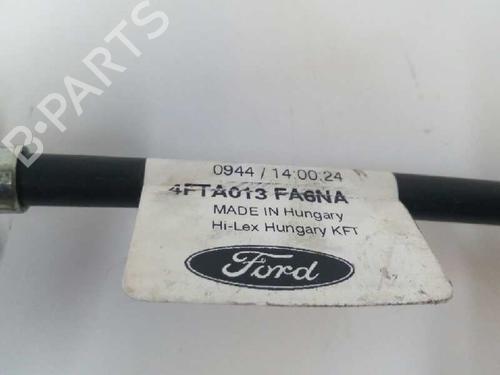 B-PARTS
0944 / 14:00:24
4FTA013 FA6NA
MADE IN Hungary
Hi-Lex Hungary KFT
Ford